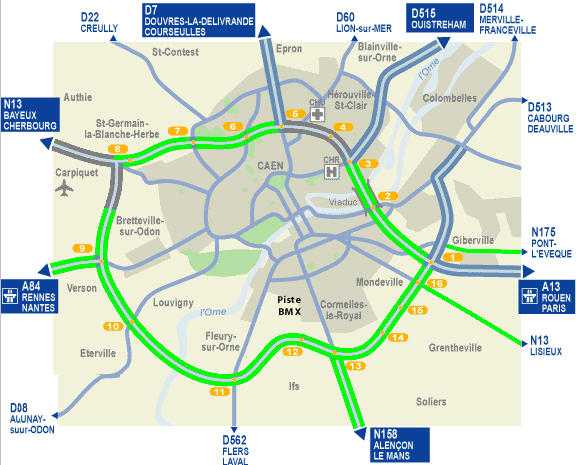 D22
CREULLY
D7
DOUVRES-LA-DELIVRANDE
COURSEULLES
D60
LION-sur-MER
D515
OUISTREHAM
D514
MERVILLE-
FRANCEVILLE
St-Contest
Epron
Blainville-
sur-Orne
l'Orne
Authie
Hérouville-
St-Clair
Colombelles
N13
BAYEUX
CHERBOURG
D513
CABOURG
DEAUVILLE
St-Germain-
la-Blanche-Herbe
CHU
5
4
6
7
8
CAEN
CHR
H
3
Carpiquet
2
Viaduc
Bretteville-
sur-Odon
Giberville
N175
PONT-
L'EVEQUE
9
1
A84
RENNES
NANTES
Verson
Mondeville
16
A13
ROUEN
PARIS
Louvigny
l'Orne
Piste
BMX
Cormelles-
le-Royal
15
10
14
Fleury-
sur-Orne
12
Grentheville
N13
LISIEUX
Eterville
13
11
Ifs
Soliers
D08
AuUNAY-
suur-ODON
D562
FLERS
LAVAL
N158
ALENÇON
LE MANS